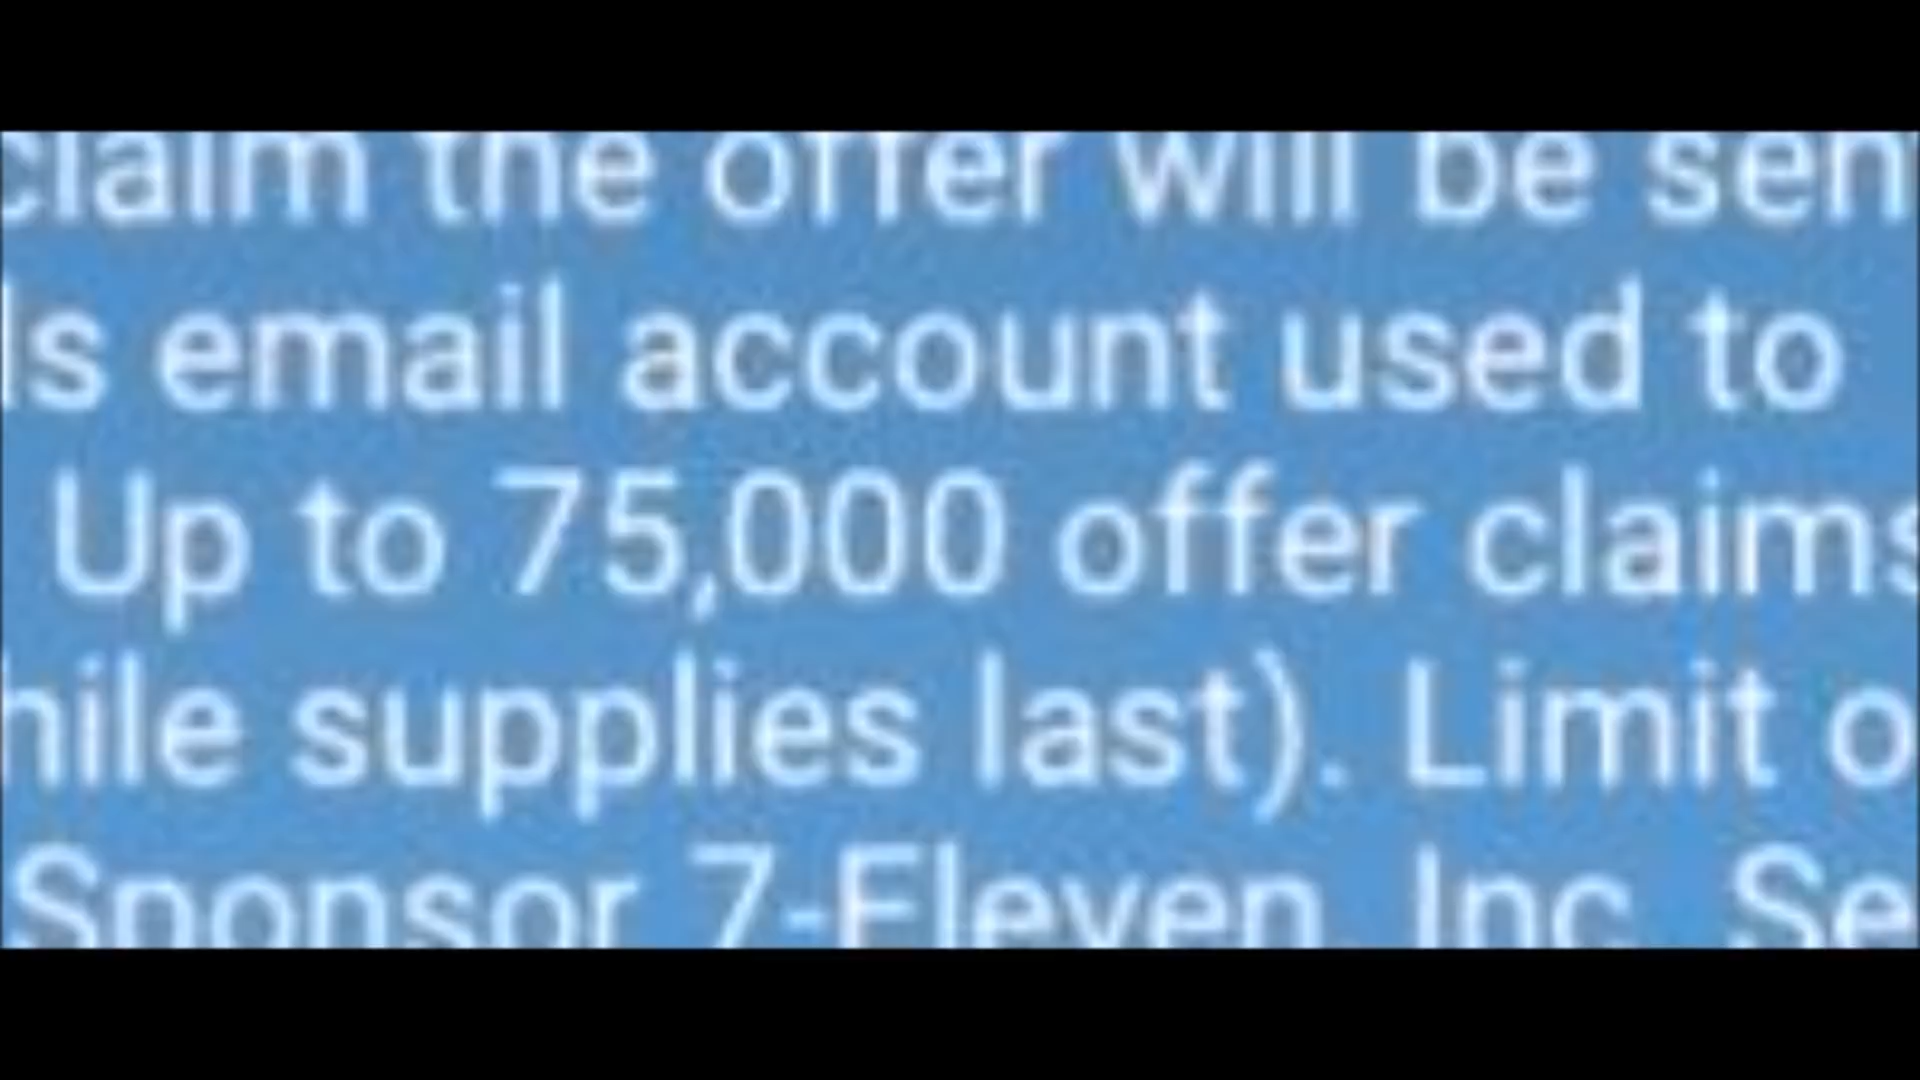 claim the offer will be sen
ls email account used to
Up to 75,000 offer claims
hile supplies last). Limit o
Sponsor 7-Eleven, Inc. Se